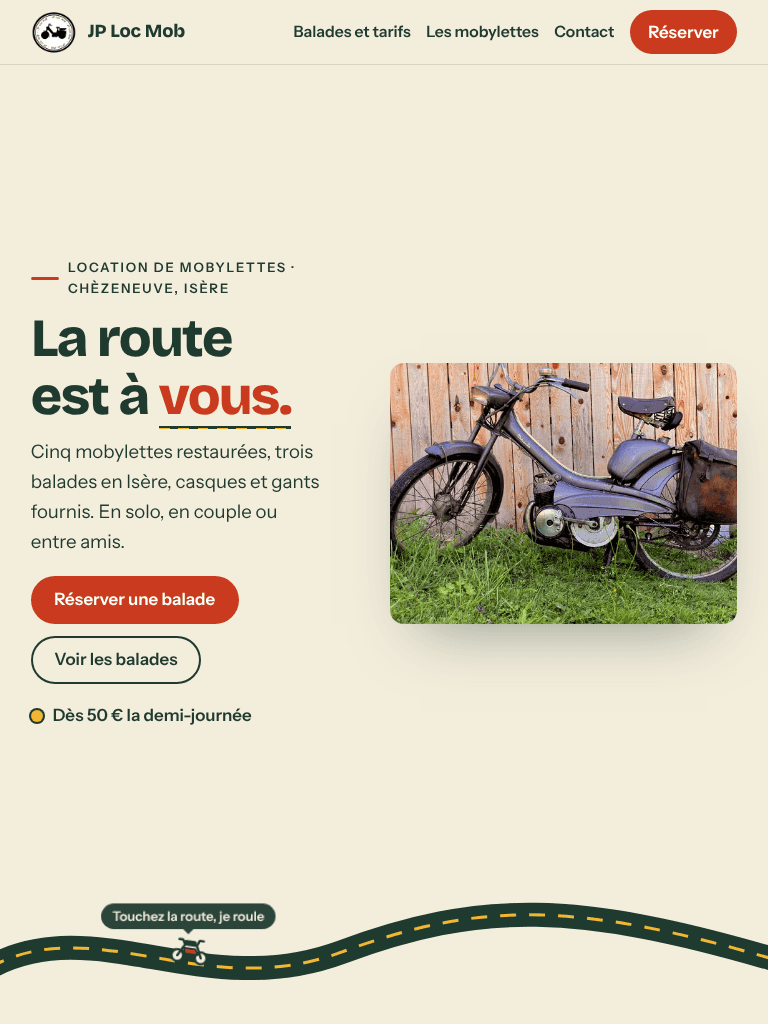 JP Loc Mob
Balades et tarifs
Les mobylettes
Contact
Réserver
LOCATION DE MOBYLETTES ·
CHÈZENEUVE, ISÈRE
La route
est à vous.
Cinq mobylettes restaurées, trois
balades en Isère, casques et gants
fournis. En solo, en couple ou
entre amis.
Réserver une balade
Voir les balades
Dès 50 € la demi-journée
Touchez la route, je roule